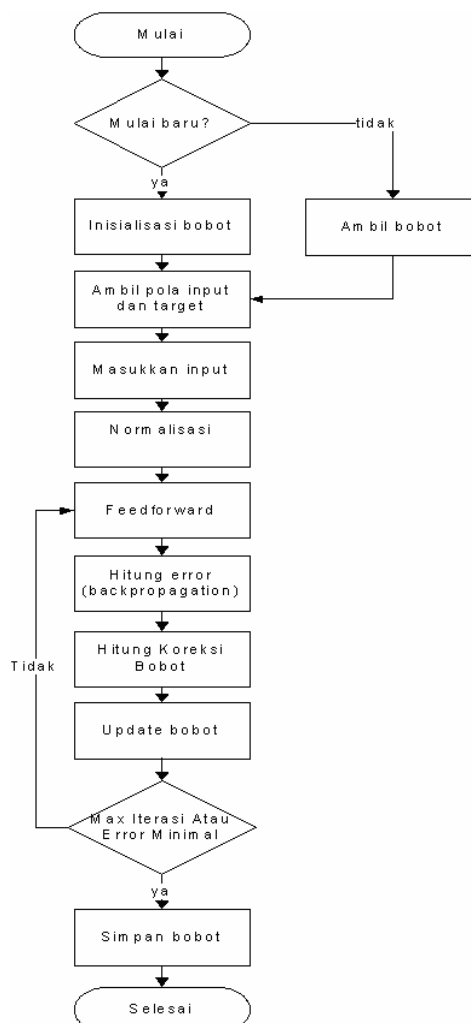 Mulai
Mulai baru?
tidak
ya
Inisialisasi bobot
Ambil bobot
Ambil pola input
dan target
Masukkan input
Normalisasi
Feedforward
Hitung error
(backpropagation)
Tidak
Hitung Koreksi
Bobot
Update bobot
Max Iterasi Atau
Error Minimal
ya
Simpan bobot
Selesai